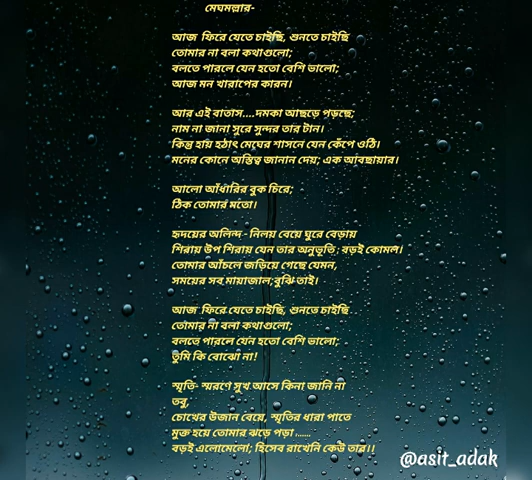 মেঘমল্লার-
আজ ফিরে যেতে চাইছি, শুনতে চাইছি
তোমার না বলা কথাগুলো;
বলতে পারলে যেন হতো বেশি ভালো;
আজ মন খারাপের কারন।
আর এই বাতাস....দমকা আছড়ে পড়ছে;
নাম না জানা সুরে সুন্দর তার টান।
কিন্তু হায় হঠাৎ মেঘের শাসনে যেন কেঁপে ওঠি।
মনের কোনে অস্তিত্ব জানান দেয়; এক আবছায়ার।
আলো আঁধারির বুক চিরে;
ঠিক তোমার মতো।
হৃদয়ের অলিন্দ - নিলয় বেয়ে ঘুরে বেড়ায়
শিরায় উপ শিরায় যেন তার অনুভূতি ; বড়ই কোমল।
তোমার আঁচলে জড়িয়ে গেছে যেমন,
সময়ের সব মায়াজাল;বুঝি তাই।
আজ ফিরে যেতে চাইছি, শুনতে চাইছি
তোমার না বলা কথাগুলো;
বলতে পারলে যেন হতো বেশি ভালো;
তুমি কি বোঝো না!
স্মৃতি- স্মরণে সুখ আসে কিনা জানি না
তবু,
চোখের উজান বেয়ে, স্মৃতির ধারা পাতে
মুক্ত হয়ে তোমার ঝড়ে পড়া ......
বড়ই এলোমেলো; হিসেব রাখেনি কেউ তার।।
@asit_adak